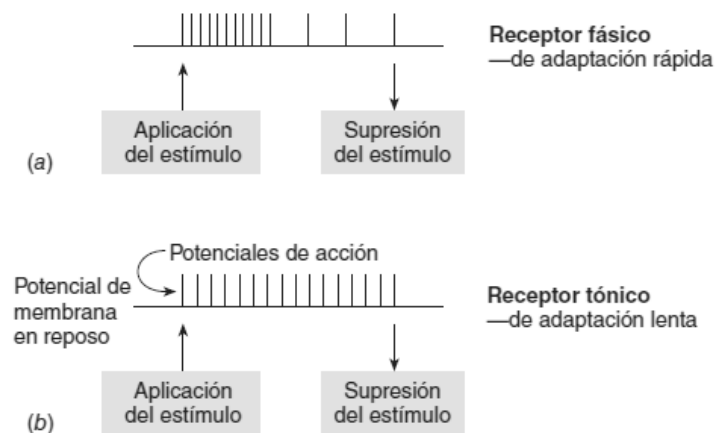 Receptor fásico
—de adaptación rápida
Aplicación
del estímulo
Supresión
del estímulo
(a)
Potenciales de acción
Potencial de
membrana
en reposo
Receptor tónico
—de adaptación lenta
Aplicación
del estímulo
Supresión
del estímulo
(b)